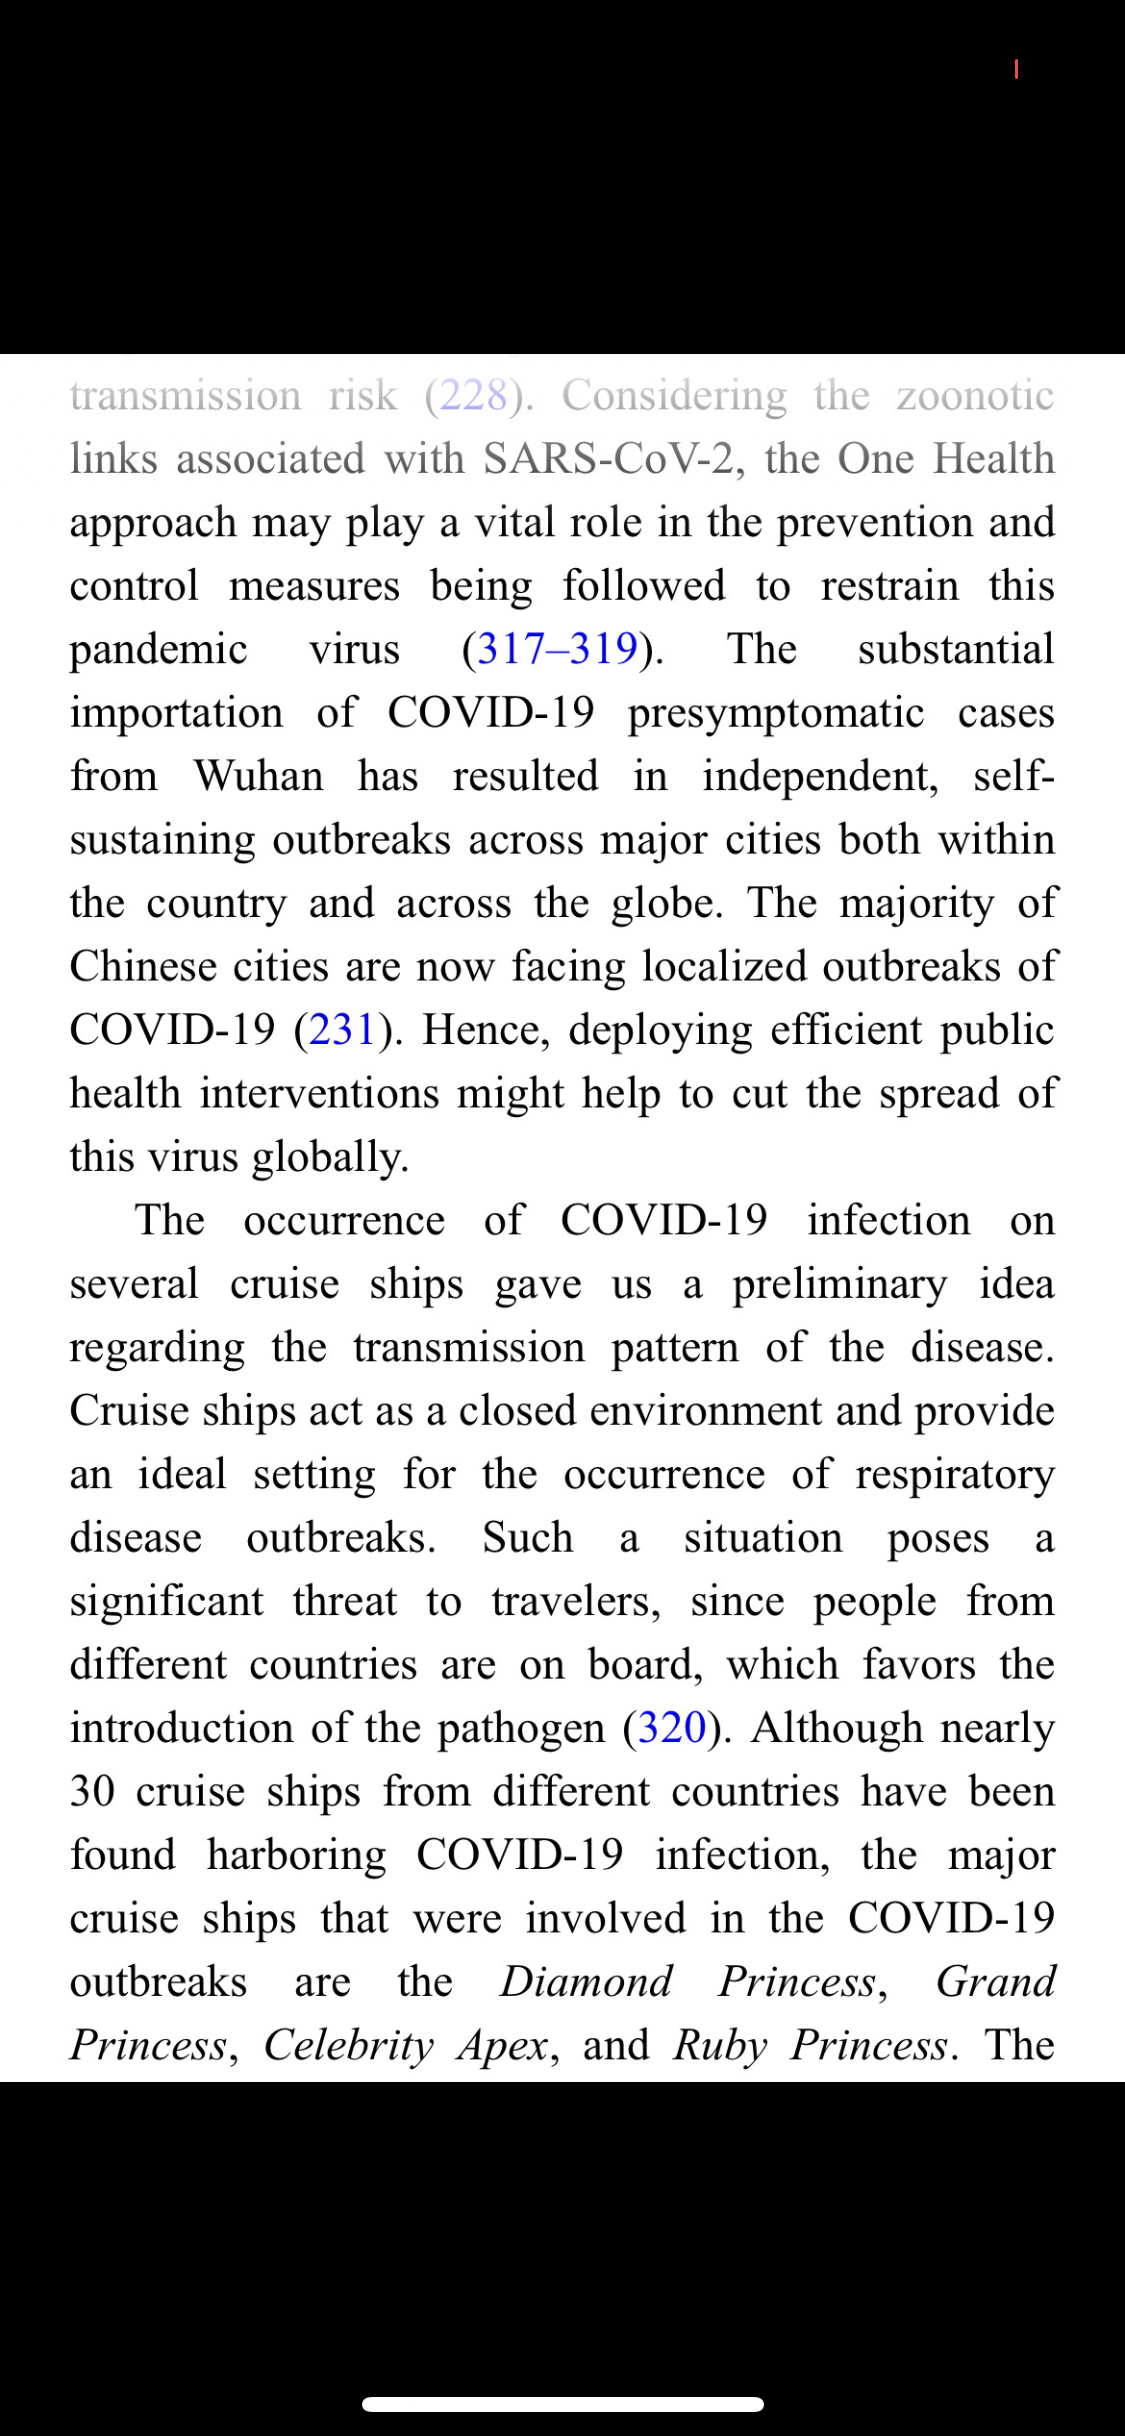 transmission risk (228). Considering the zoonotic
links associated with SARS-CoV-2, the One Health
approach may play a vital role in the prevention and
control measures being followed to restrain this
pandemic virus (317–319). The substantial
importation of COVID-19 presymptomatic cases
from Wuhan has resulted in independent, self-
sustaining outbreaks across major cities both within
the country and across the globe. The majority of
Chinese cities are now facing localized outbreaks of
COVID-19 (231). Hence, deploying efficient public
health interventions might help to cut the spread of
this virus globally.
The occurrence of COVID-19 infection on
several cruise ships gave us a preliminary idea
regarding the transmission pattern of the disease.
Cruise ships act as a closed environment and provide
an ideal setting for the occurrence of respiratory
disease outbreaks. Such a situation poses a
significant threat to travelers, since people from
different countries are on board, which favors the
introduction of the pathogen (320). Although nearly
30 cruise ships from different countries have been
found harboring COVID-19 infection, the major
cruise ships that were involved in the COVID-19
outbreaks are the Diamond Princess, Grand
Princess, Celebrity Apex, and Ruby Princess. The